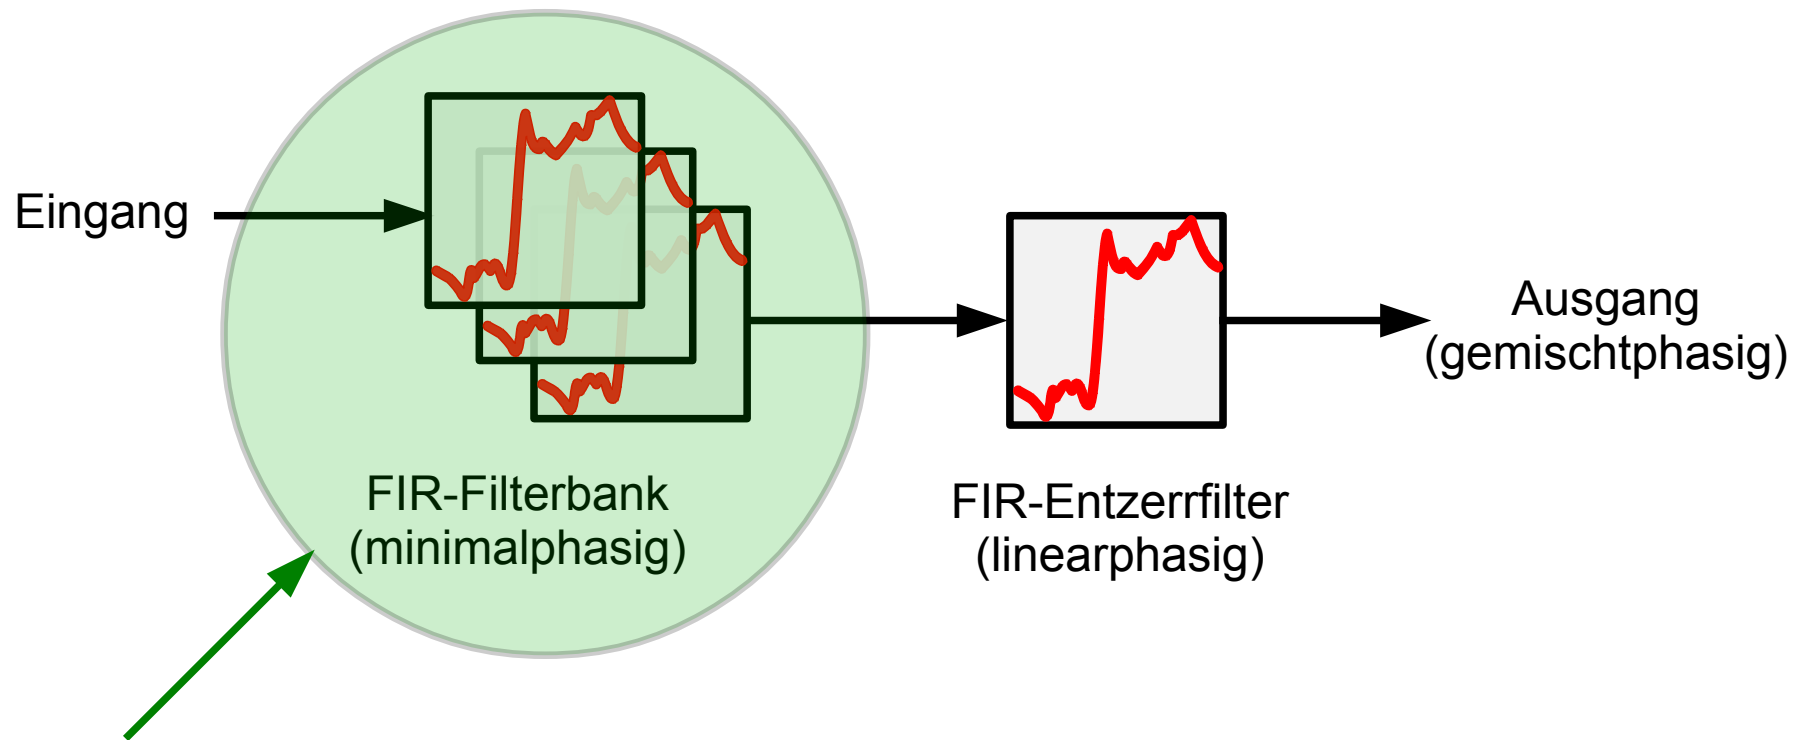 Eingang
FIR-Filterbank
(minimalphasig)
FIR-Entzerrfilter
(linearphasig)
Ausgang
(gemischtphasig)